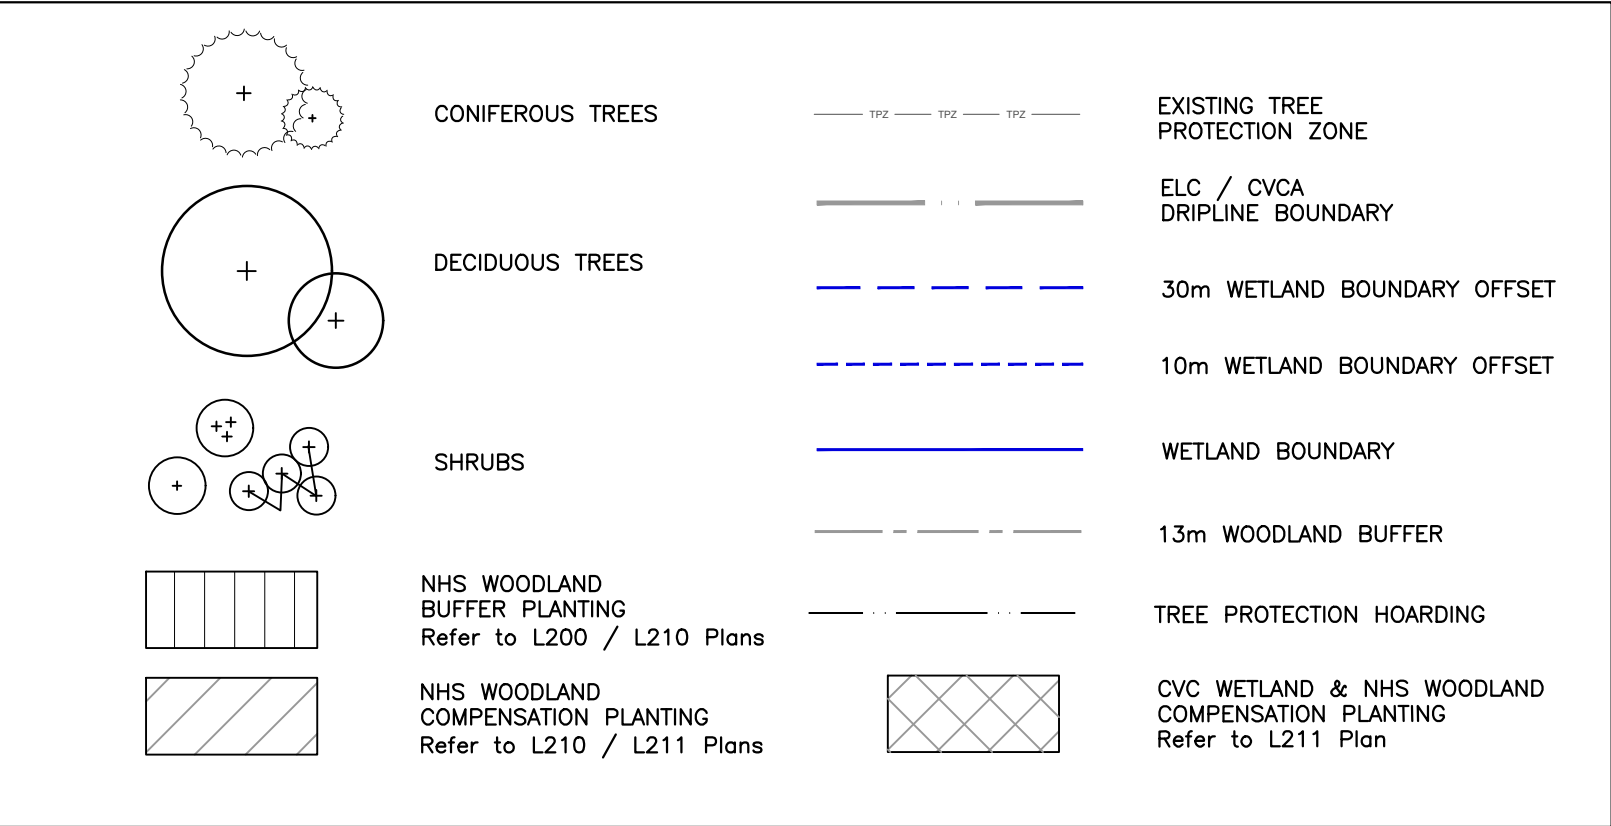 CONIFEROUS TREES
DECIDUOUS TREES
SHRUBS
NHS WOODLAND
BUFFER PLANTING
Refer to L200 / L210 Plans
NHS WOODLAND
COMPENSATION PLANTING
Refer to L210 / L211 Plans
TPZ TPZ TPZ
EXISTING TREE
PROTECTION ZONE
ELC / CVCA
DRIPLINE BOUNDARY
30m WETLAND BOUNDARY OFFSET
10m WETLAND BOUNDARY OFFSET
WETLAND BOUNDARY
13m WOODLAND BUFFER
TREE PROTECTION HOARDING
CVC WETLAND & NHS WOODLAND
COMPENSATION PLANTING
Refer to L211 Plan